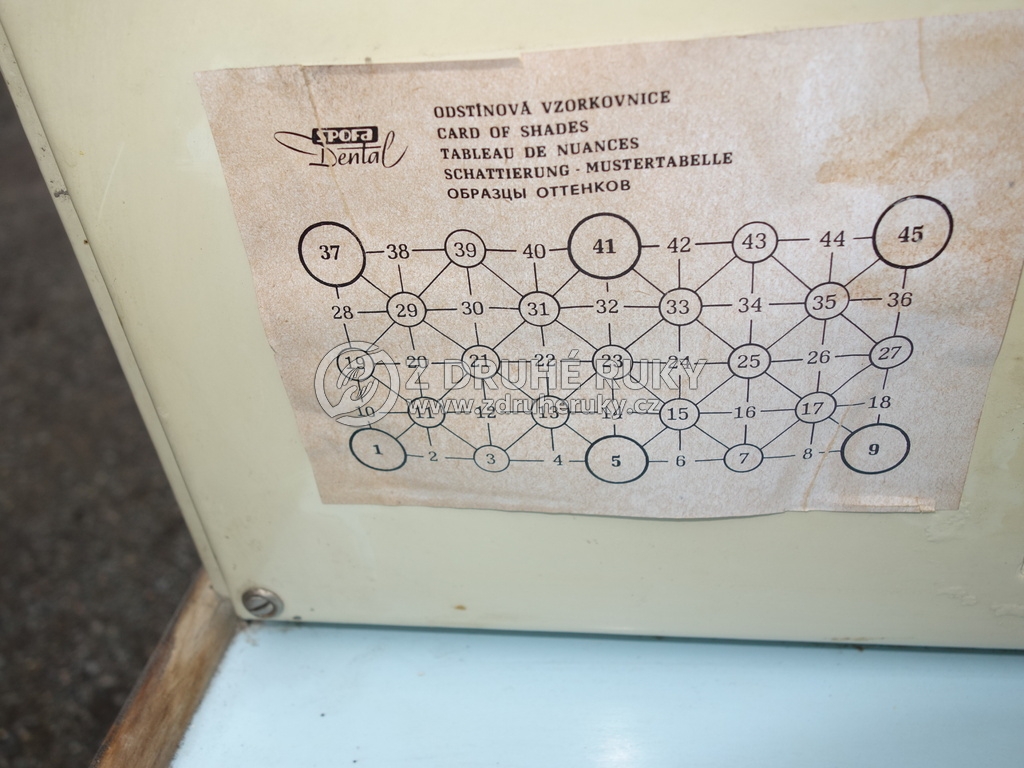 SPOFA
Dental
ODSTÍNOVÁ VZORKOVNICE
CARD OF SHADES
TABLEAU DE NUANCES
SCHATTIERUNG - MUSTERTABELLE
ОБРАЗЦЫ ОТТЕНКОВ
37 38 39 40 41 42 43 44 45
28 29 30 31 32 33 34 35 36
19 20 21 22 23 24 25 26 27
Z DRUHÉ RUKY
www.zdruheruky.cz
10 11 12 13 14 15 16 17 18
1 2 3 4 5 6 7 8 9